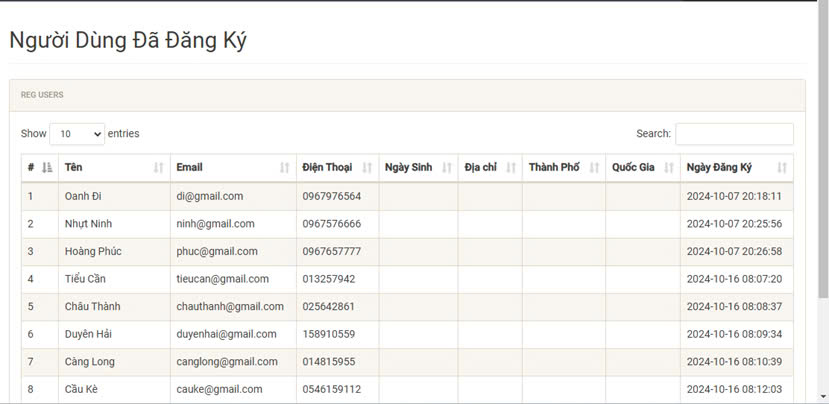 Người Dùng Đã Đăng Ký
REG USERS
Show 10 entries Search:
# Tên Email Điện Thoại Ngày Sinh Địa chỉ Thành Phố Quốc Gia Ngày Đăng Ký
1 Oanh Đi di@gmail.com 0967976564 2024-10-07 20:18:11
2 Nhựt Ninh ninh@gmail.com 0967576666 2024-10-07 20:25:56
3 Hoàng Phúc phuc@gmail.com 0967657777 2024-10-07 20:26:58
4 Tiểu Cần tieucan@gmail.com 013257942 2024-10-16 08:07:20
5 Châu Thành chauthanh@gmail.com 025642861 2024-10-16 08:08:37
6 Duyên Hải duyenhai@gmail.com 158910559 2024-10-16 08:09:34
7 Càng Long canglong@gmail.com 014815955 2024-10-16 08:10:39
8 Cầu Kè cauke@gmail.com 0546159112 2024-10-16 08:12:03